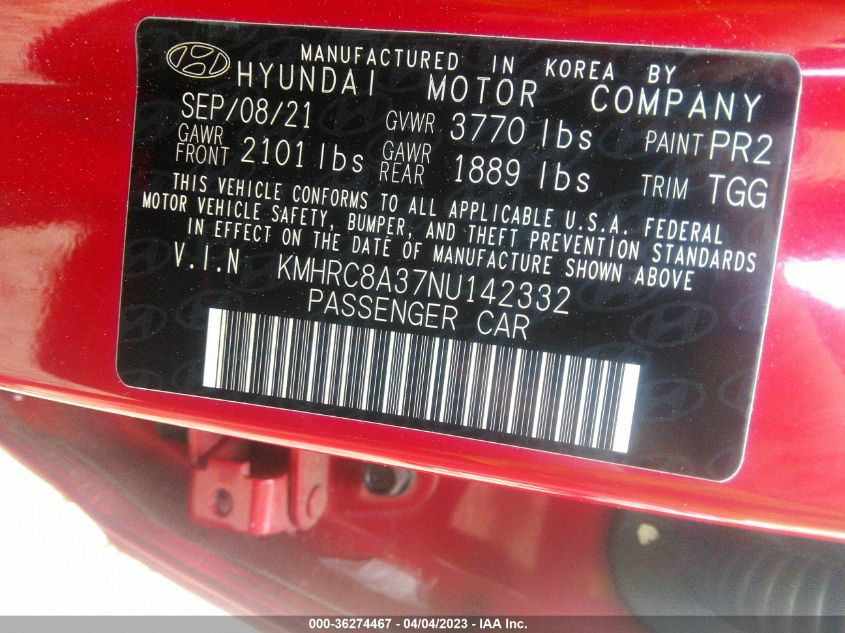 MANUFACTURED IN KOREA BY
HYUNDAI MOTOR COMPANY
SEP/08/21 GVWR 3770 lbs PAINT PR2
GAWR FRONT 2101 lbs GAWR REAR 1889 lbs TRIM TGG
THIS VEHICLE CONFORMS TO ALL APPLICABLE U.S.A. FEDERAL
MOTOR VEHICLE SAFETY, BUMPER, AND THEFT PREVENTION STANDARDS
IN EFFECT ON THE DATE OF MANUFACTURE SHOWN ABOVE
V.I.N KMHRC8A37NU142332
PASSENGER CAR
000-36274467 - 04/04/2023 - IAA Inc.